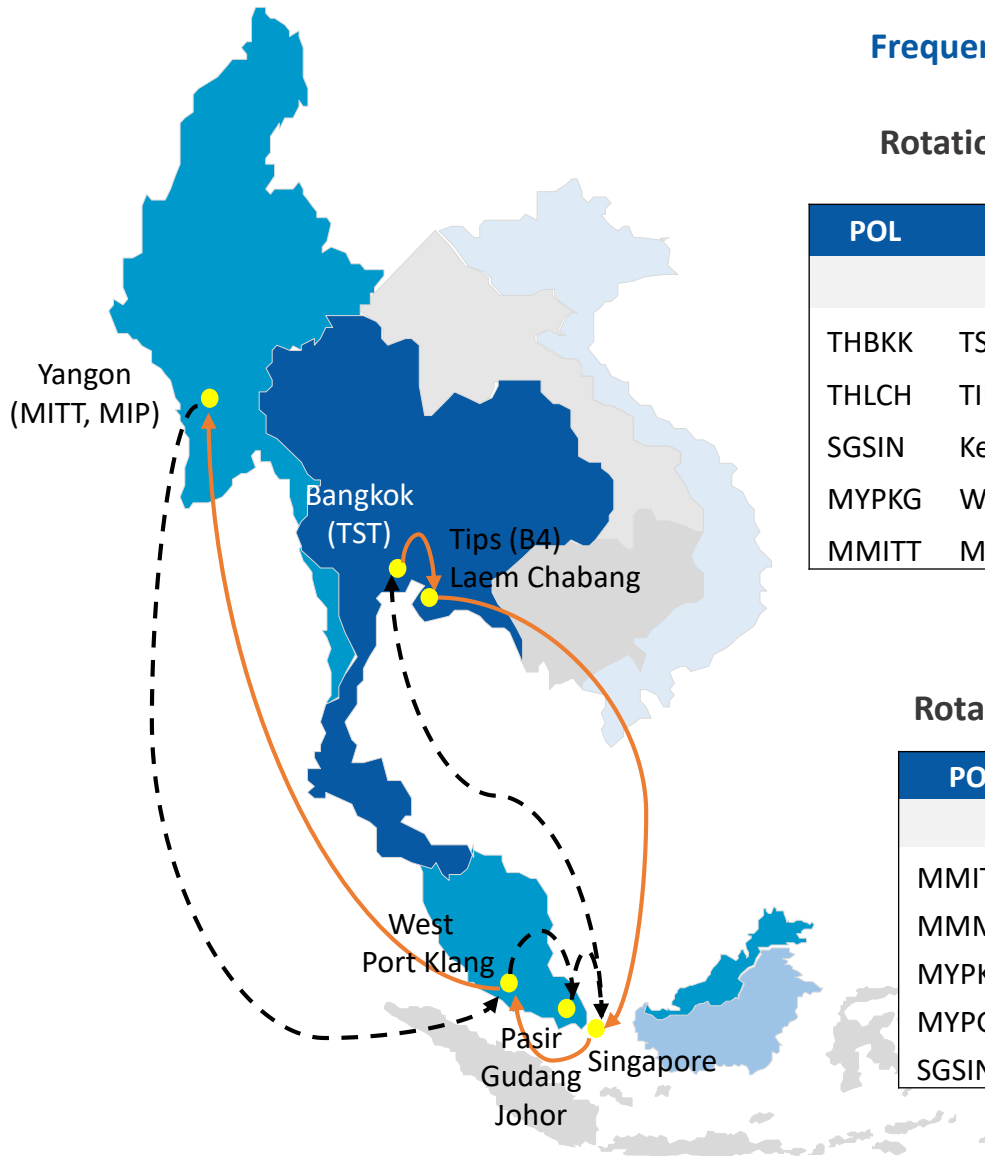 Frequen
Rotatio
POL
THBKK TS
THLCH TI
SGSIN Ke
MYPKG W
MMITT M
Yangon
(MITT, MIP)
Bangkok
(TST)
Tips (B4)
Laem Chabang
Rota
PO
MMIT
MMM
MYPK
MYPG
SGSIN
West
Port Klang
Pasir
Gudang
Johor
Singapore